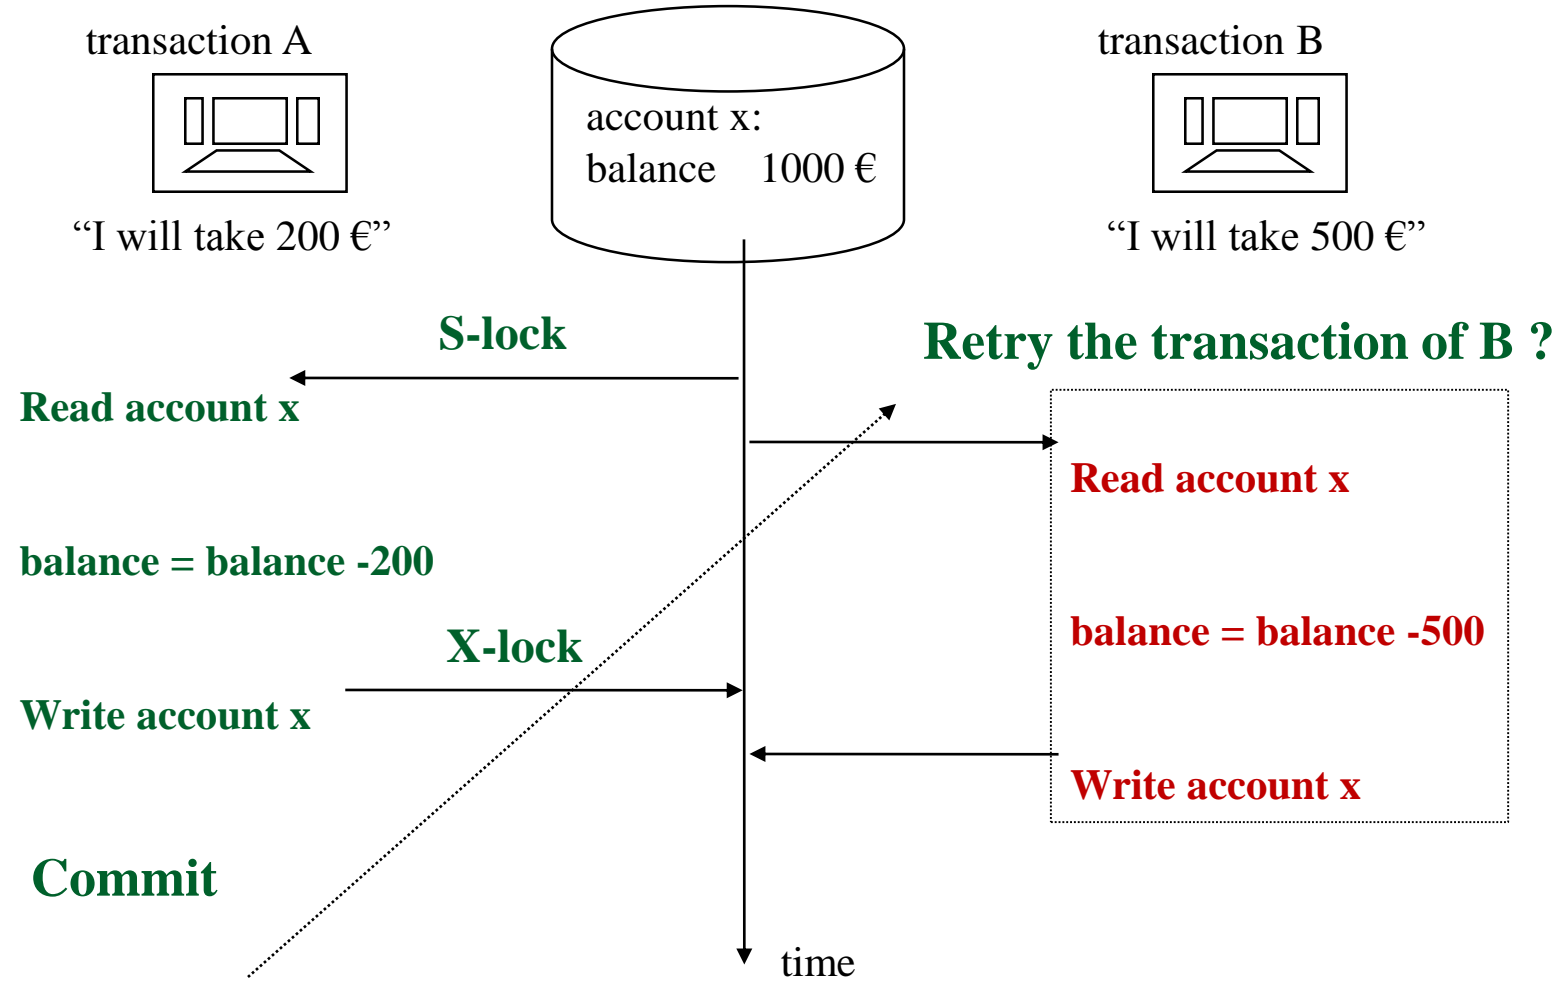 transaction A
transaction B
account x:
balance 1000 €
“I will take 200 €”
“I will take 500 €”
S-lock
Retry the transaction of B ?
Read account x
Read account x
balance = balance -200
balance = balance -500
X-lock
Write account x
Write account x
Commit
time